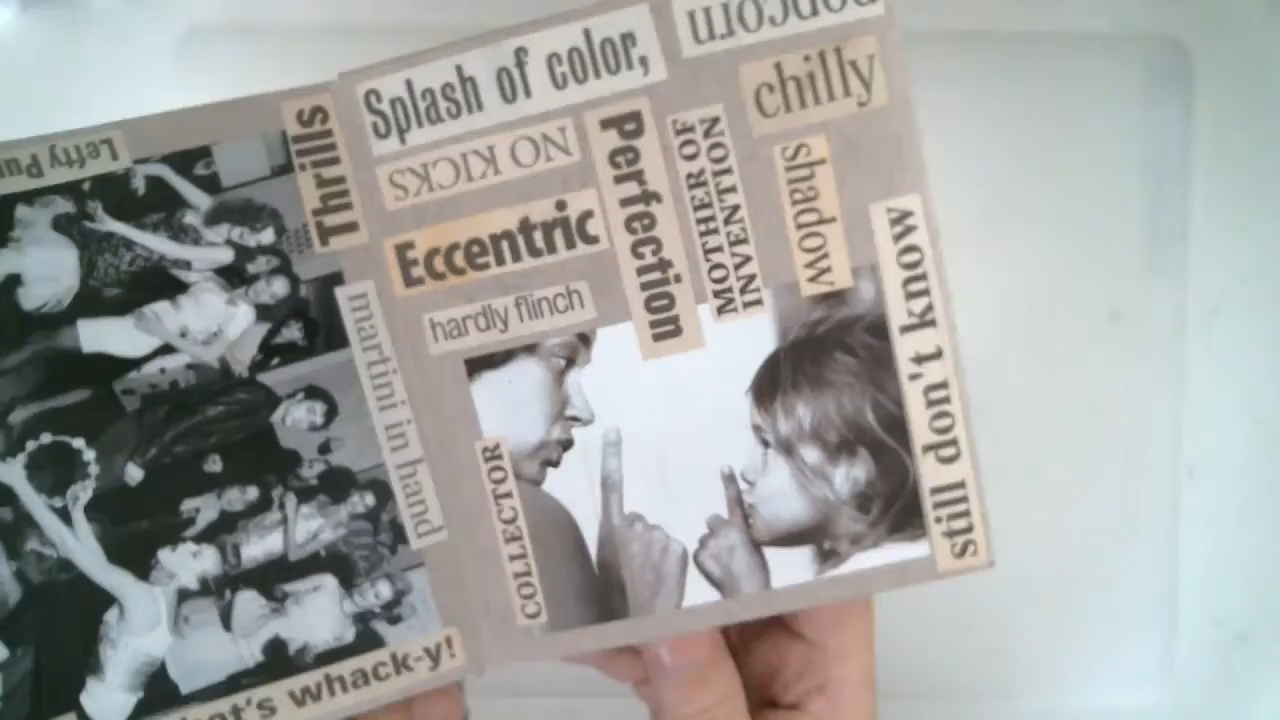 Splash of color,
popcorn
chilly
NO KICKS
Perfection
MOTHER OF
INVENTION
shadow
Eccentric
hardly flinch
still don't know
COLLECTOR
Lefty
Thrills
martini in hand
whack-y!